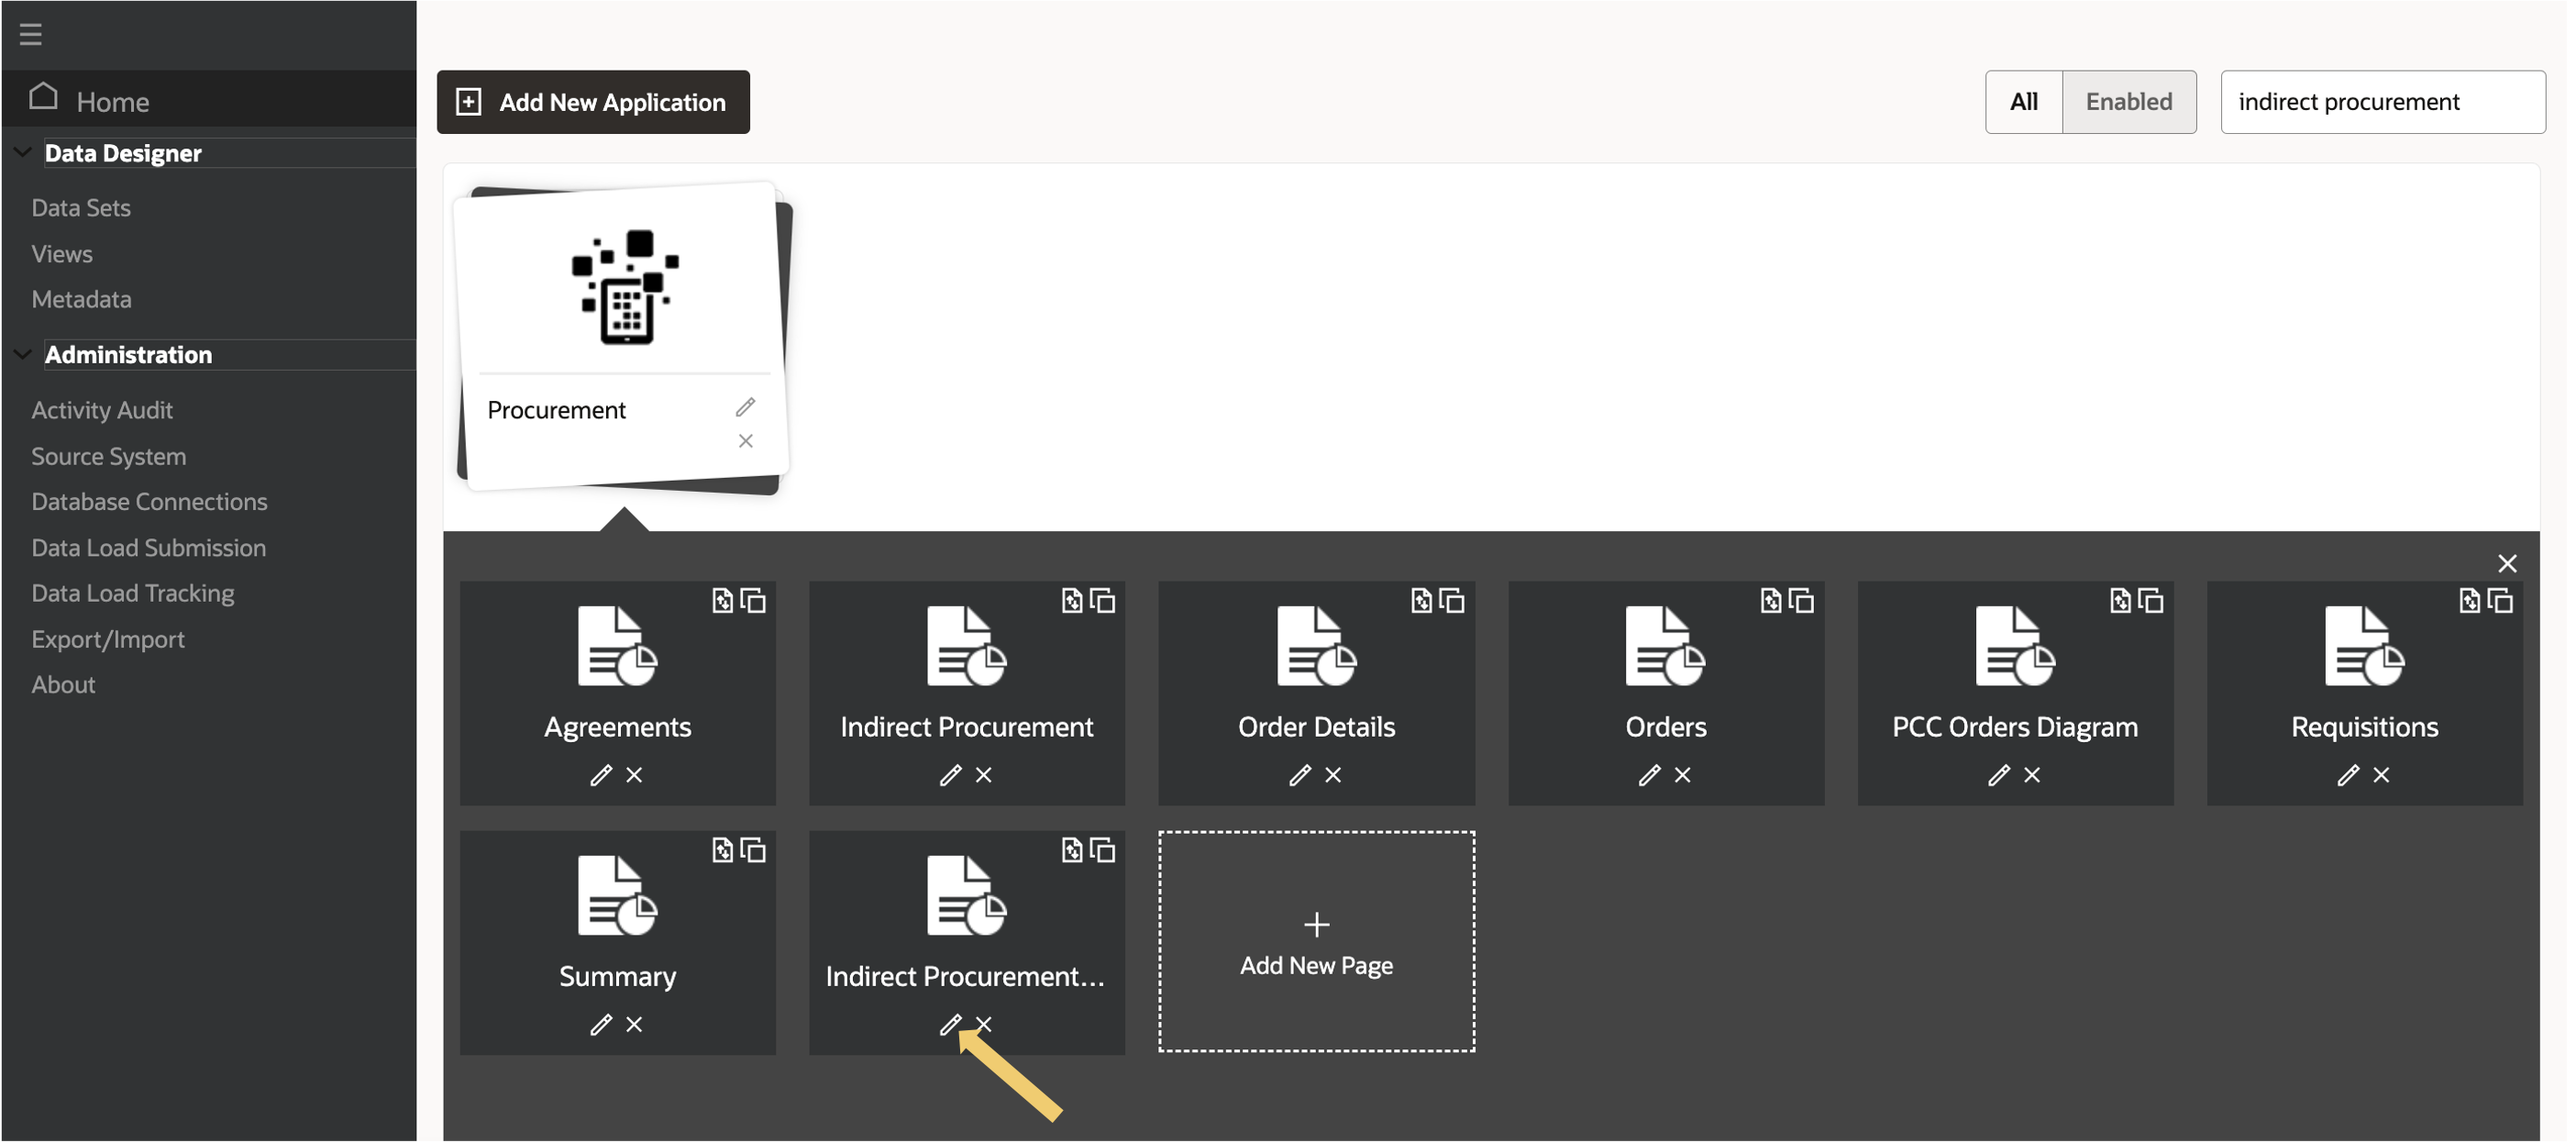 Home
Data Designer
Data Sets
Views
Metadata
Administration
Activity Audit
Source System
Database Connections
Data Load Submission
Data Load Tracking
Export/Import
About
Add New Application
All
Enabled
indirect procurement
Procurement
Agreements
Indirect Procurement
Order Details
Orders
PCC Orders Diagram
Requisitions
Summary
Indirect Procurement...
Add New Page